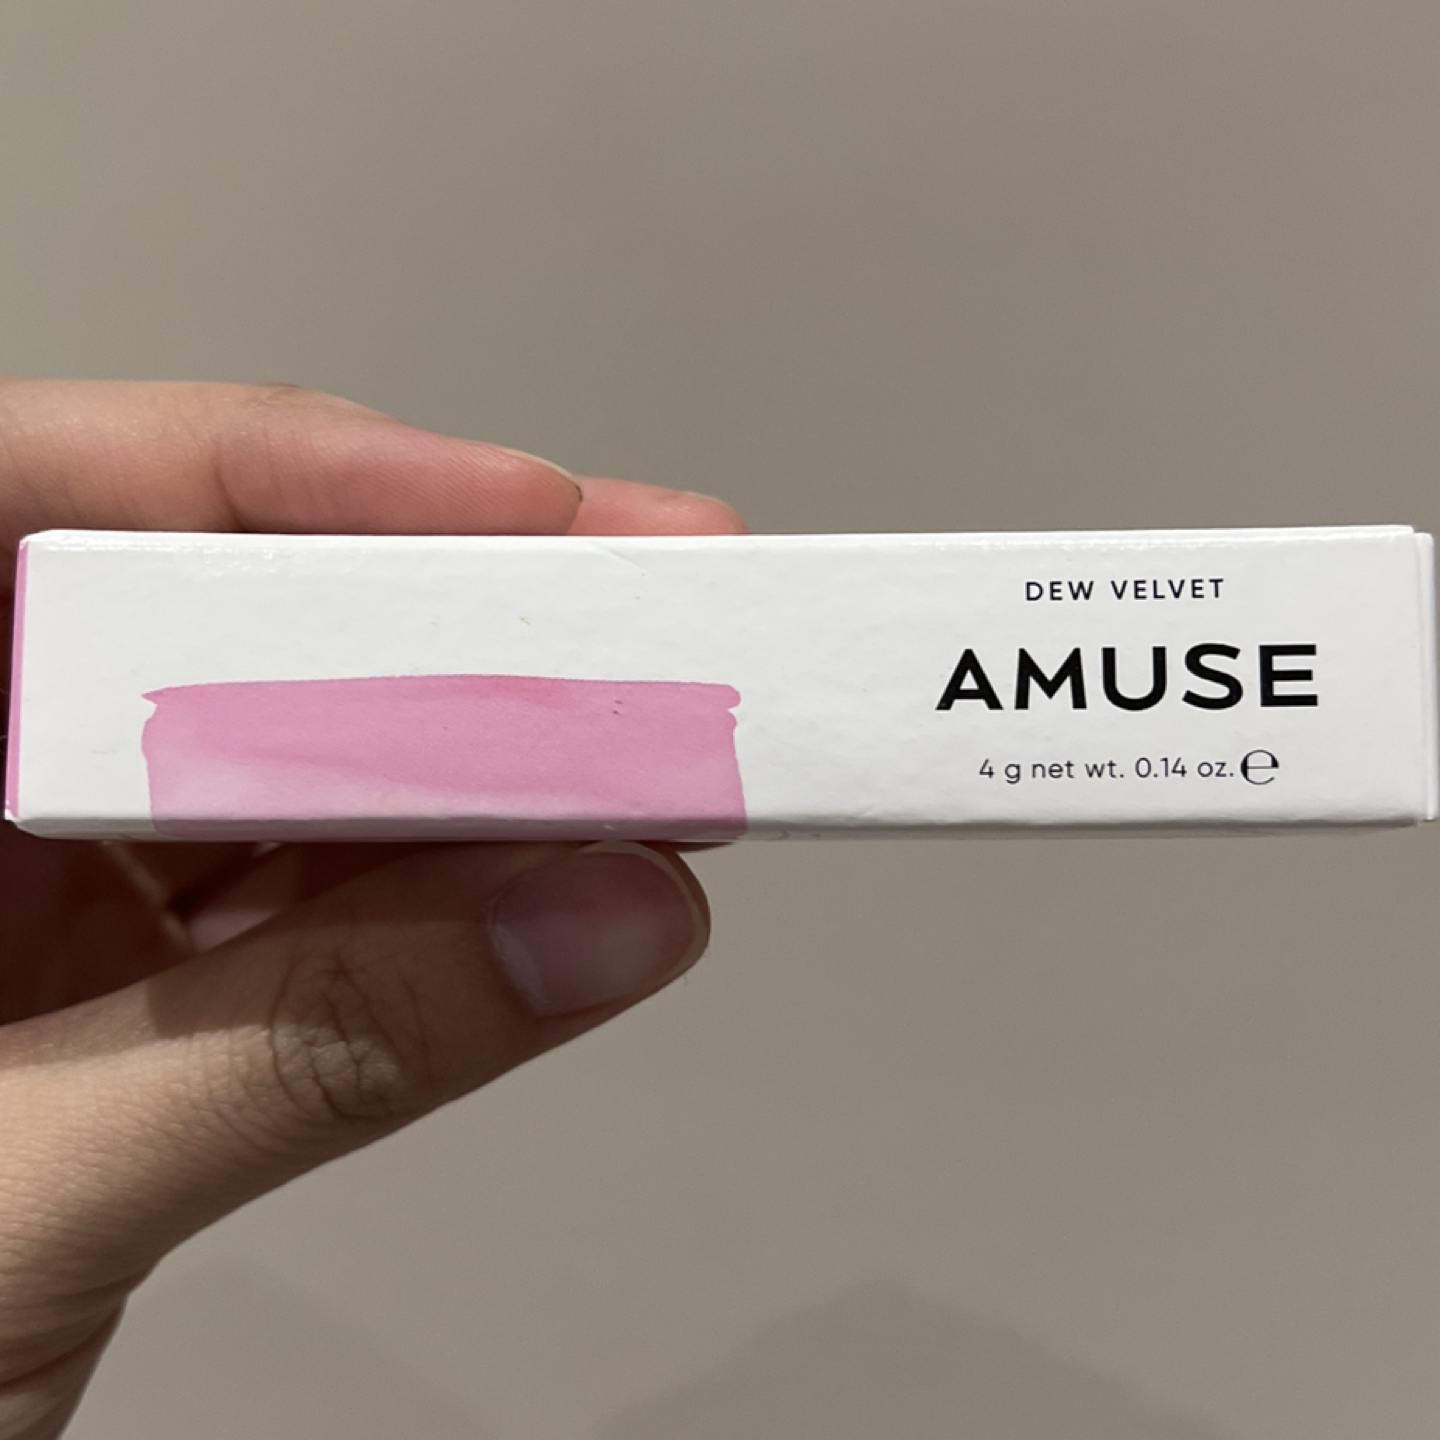 DEW VELVET
AMUSE
4 g net wt. 0.14 oz. ℮